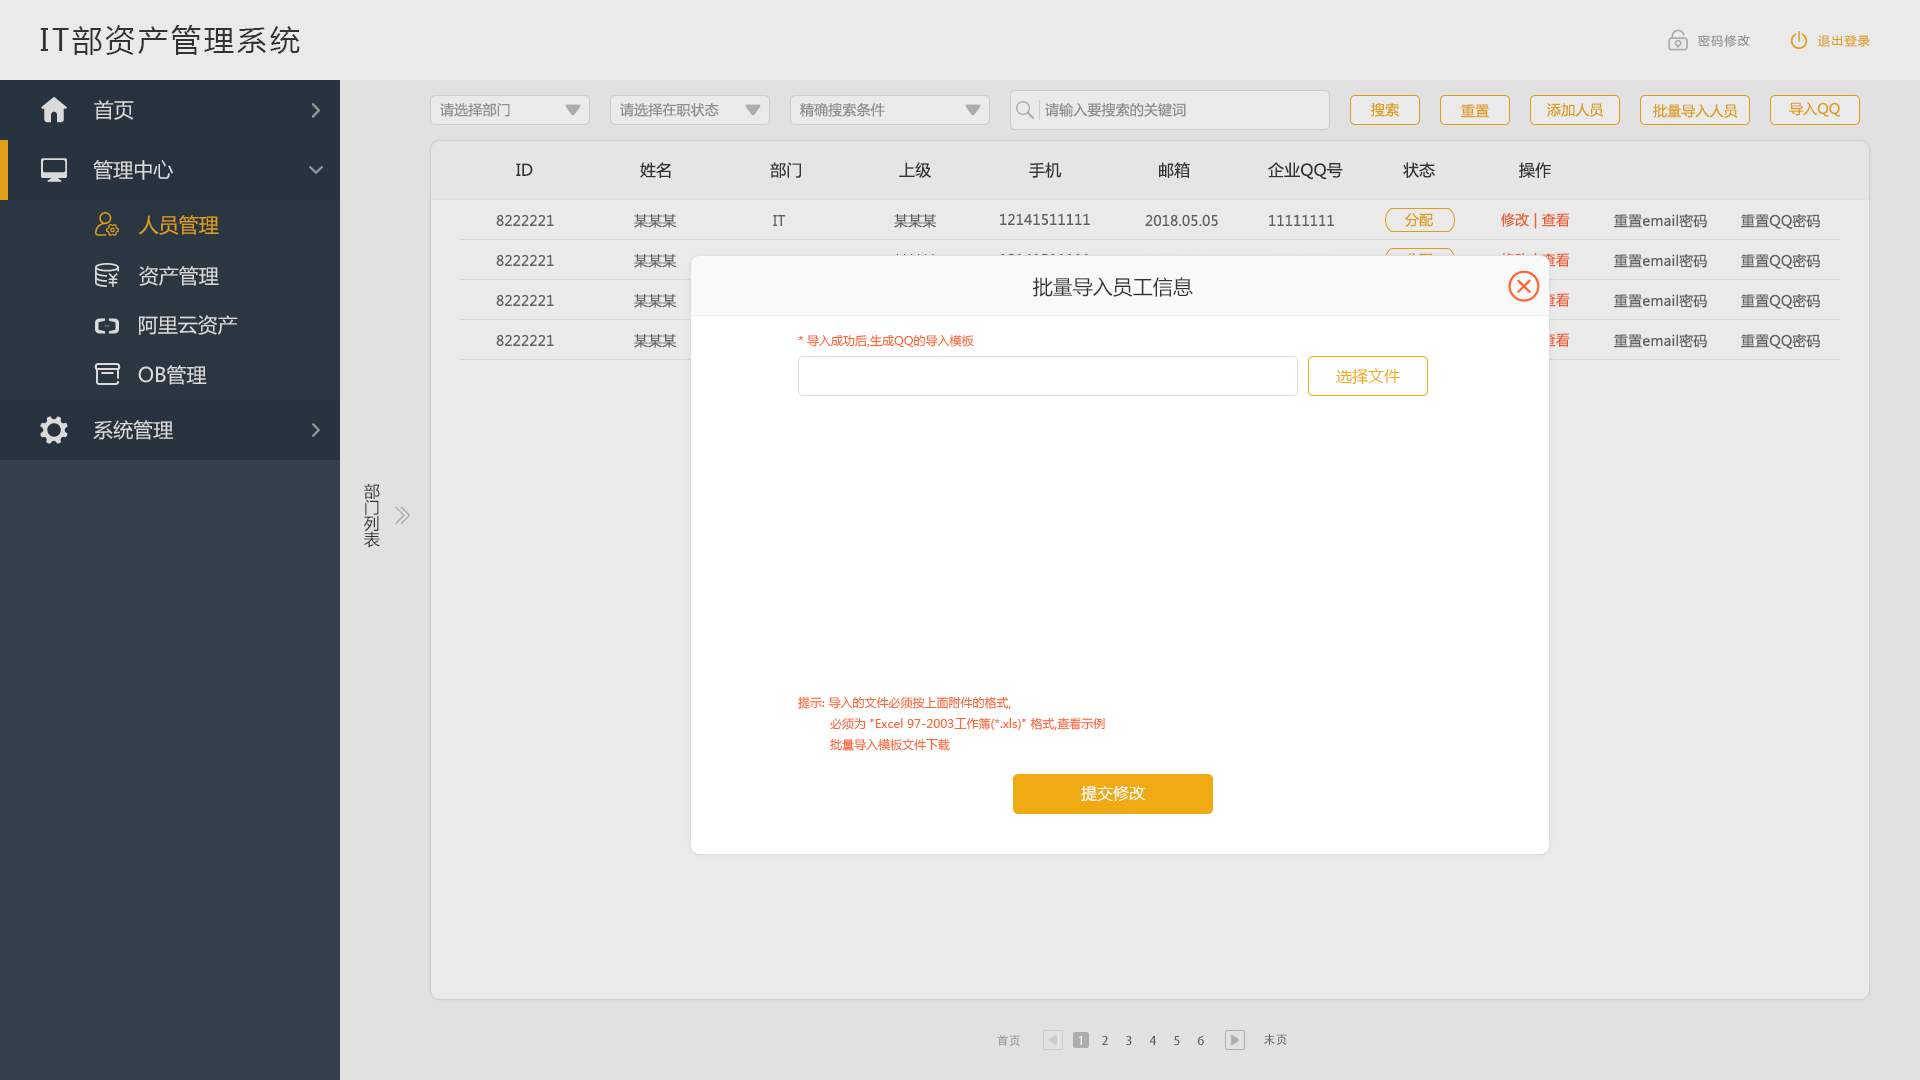 IT部资产管理系统
密码修改
退出登录
首页
管理中心
人员管理
资产管理
阿里云资产
OB管理
系统管理
部门列表
请选择部门 请选择在职状态 精确搜索条件 请输入要搜索的关键词 搜索 重置 添加人员 批量导入人员 导入QQ
ID 姓名 部门 上级 手机 邮箱 企业QQ号 状态 操作
8222221 某某某 IT 某某某 12141511111 2018.05.05 11111111 分配 修改 | 查看 重置email密码 重置QQ密码
8222221 某某某 查看 重置email密码 重置QQ密码
8222221 某某某 查看 重置email密码 重置QQ密码
8222221 某某某 查看 重置email密码 重置QQ密码
批量导入员工信息
* 导入成功后,生成QQ的导入模板
选择文件
提示: 导入的文件必须按上面附件的格式,
必须为 "Excel 97-2003工作簿(*.xls)" 格式,查看示例
批量导入模板文件下载
提交修改
首页 1 2 3 4 5 6 末页